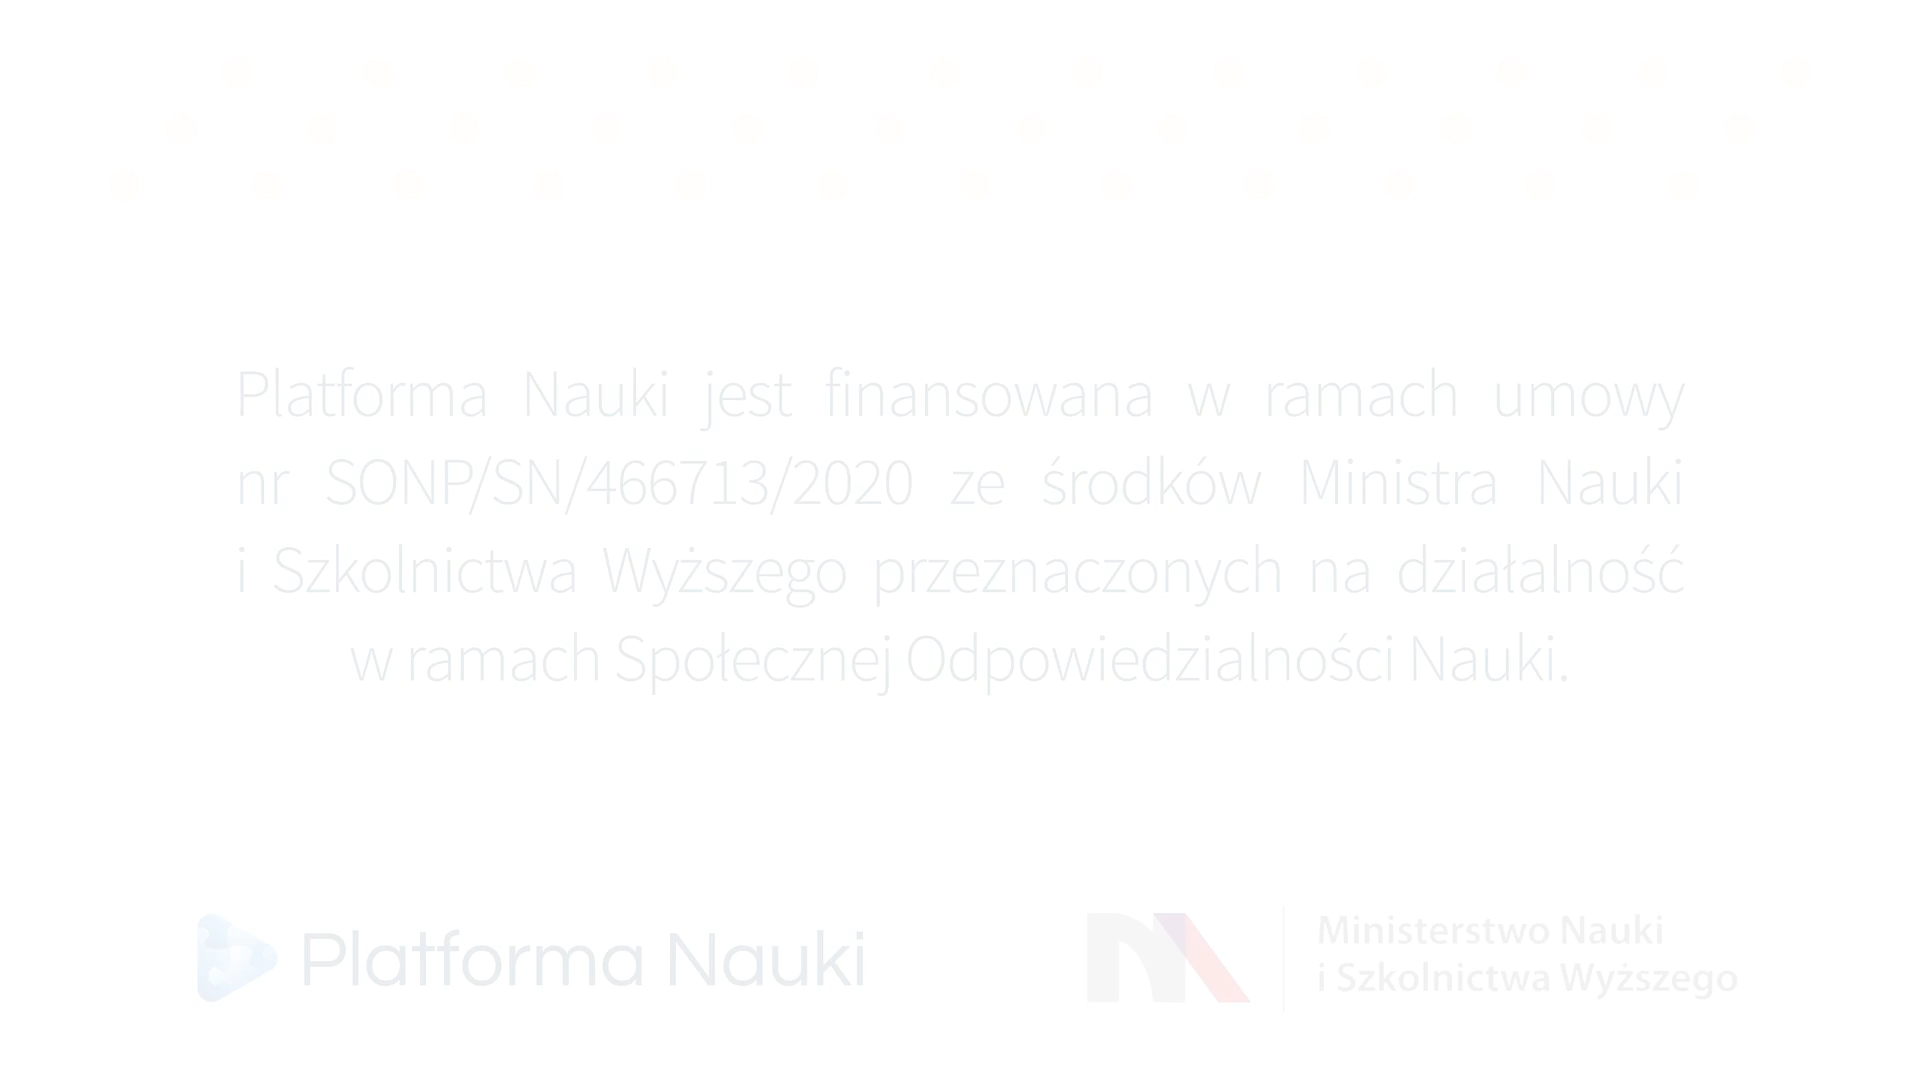 Platforma Nauki jest finansowana w ramach umowy
nr SONP/SN/466713/2020 ze środków Ministra Nauki
i Szkolnictwa Wyższego przeznaczonych na działalność
w ramach Społecznej Odpowiedzialności Nauki.
Platforma Nauki
Ministerstwo Nauki
i Szkolnictwa Wyższego